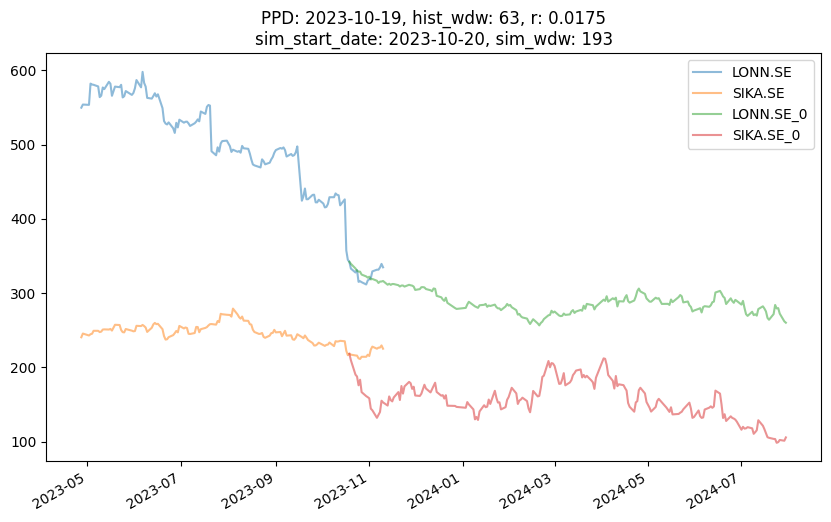 PPD: 2023-10-19, hist_wdw: 63, r: 0.0175
sim_start_date: 2023-10-20, sim_wdw: 193
LONN.SE
SIKA.SE
LONN.SE_0
SIKA.SE_0
600
500
400
300
200
100
2023-05
2023-07
2023-09
2023-11
2024-01
2024-03
2024-05
2024-07